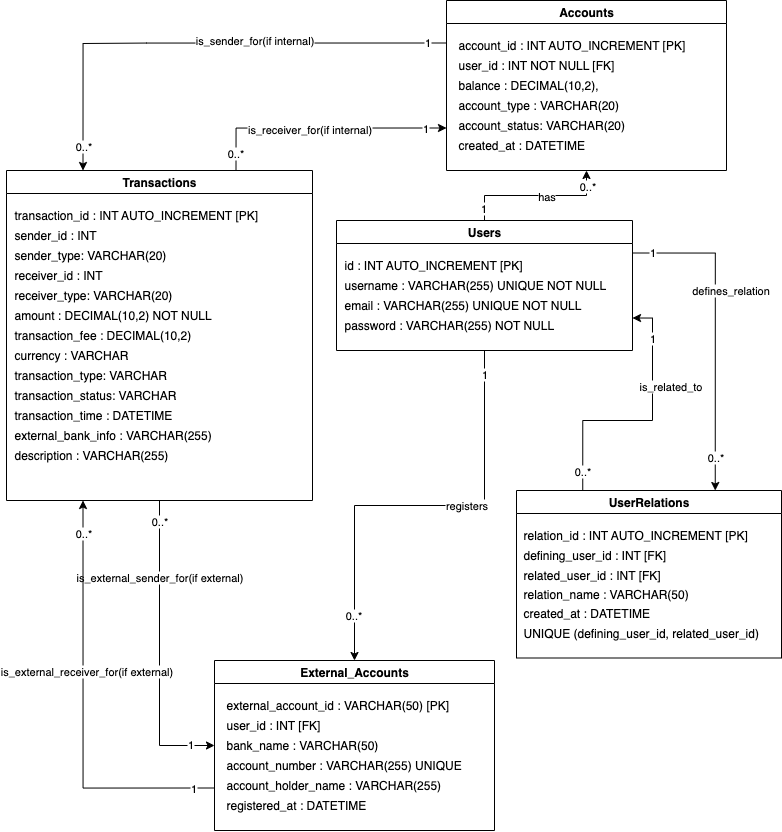 Accounts
account_id : INT AUTO_INCREMENT [PK]
user_id : INT NOT NULL [FK]
balance : DECIMAL(10,2),
account_type : VARCHAR(20)
account_status: VARCHAR(20)
created_at : DATETIME
is_sender_for(if internal)
1
0..*
is_receiver_for(if internal)
1
0..*
Transactions
transaction_id : INT AUTO_INCREMENT [PK]
sender_id : INT
sender_type: VARCHAR(20)
receiver_id : INT
receiver_type: VARCHAR(20)
amount : DECIMAL(10,2) NOT NULL
transaction_fee : DECIMAL(10,2)
currency : VARCHAR
transaction_type: VARCHAR
transaction_status: VARCHAR
transaction_time : DATETIME
external_bank_info : VARCHAR(255)
description : VARCHAR(255)
0..*
has
1
Users
id : INT AUTO_INCREMENT [PK]
username : VARCHAR(255) UNIQUE NOT NULL
email : VARCHAR(255) UNIQUE NOT NULL
password : VARCHAR(255) NOT NULL
1
defines_relation
0..*
1
is_related_to
0..*
1
registers
0..*
UserRelations
relation_id : INT AUTO_INCREMENT [PK]
defining_user_id : INT [FK]
related_user_id : INT [FK]
relation_name : VARCHAR(50)
created_at : DATETIME
UNIQUE (defining_user_id, related_user_id)
0..*
0..*
is_external_sender_for(if external)
is_external_receiver_for(if external)
1
1
External_Accounts
external_account_id : VARCHAR(50) [PK]
user_id : INT [FK]
bank_name : VARCHAR(50)
account_number : VARCHAR(255) UNIQUE
account_holder_name : VARCHAR(255)
registered_at : DATETIME